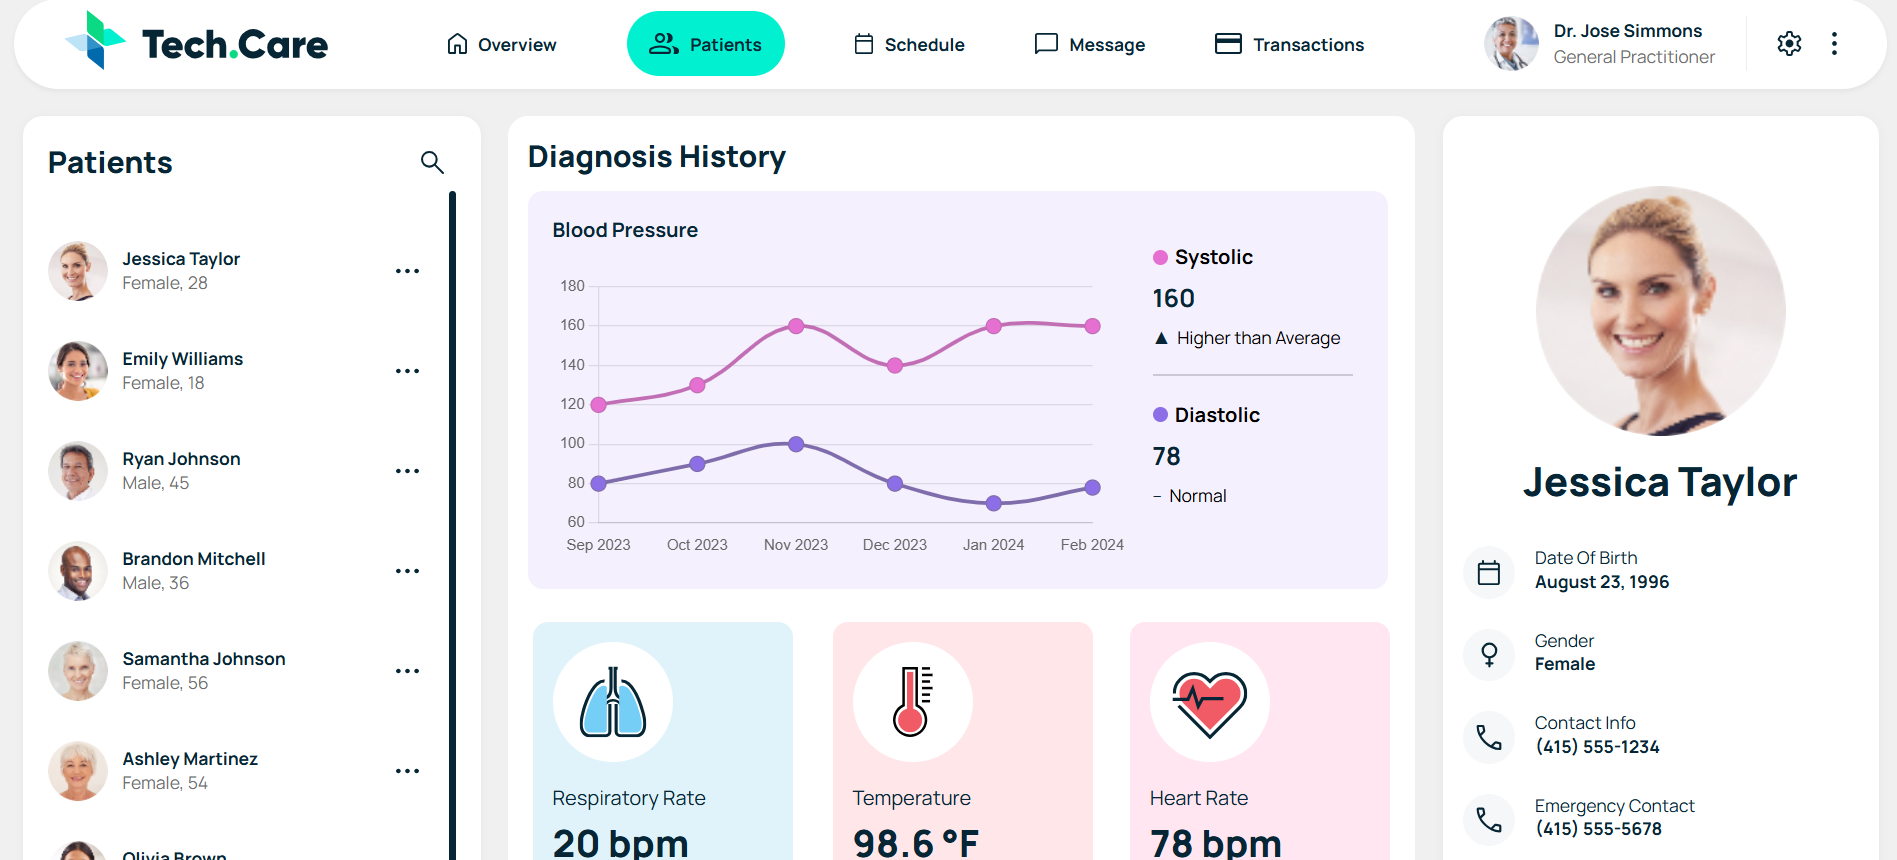 Tech.Care
Overview
Patients
Schedule
Message
Transactions
Dr. Jose Simmons
General Practitioner
Patients
Jessica Taylor
Female, 28
Emily Williams
Female, 18
Ryan Johnson
Male, 45
Brandon Mitchell
Male, 36
Samantha Johnson
Female, 56
Ashley Martinez
Female, 54
Olivia Brown
Diagnosis History
Blood Pressure
180
160
140
120
100
80
60
Sep 2023
Oct 2023
Nov 2023
Dec 2023
Jan 2024
Feb 2024
Systolic
160
▲ Higher than Average
Diastolic
78
– Normal
Respiratory Rate
20 bpm
Temperature
98.6 °F
Heart Rate
78 bpm
Jessica Taylor
Date Of Birth
August 23, 1996
Gender
Female
Contact Info
(415) 555-1234
Emergency Contact
(415) 555-5678